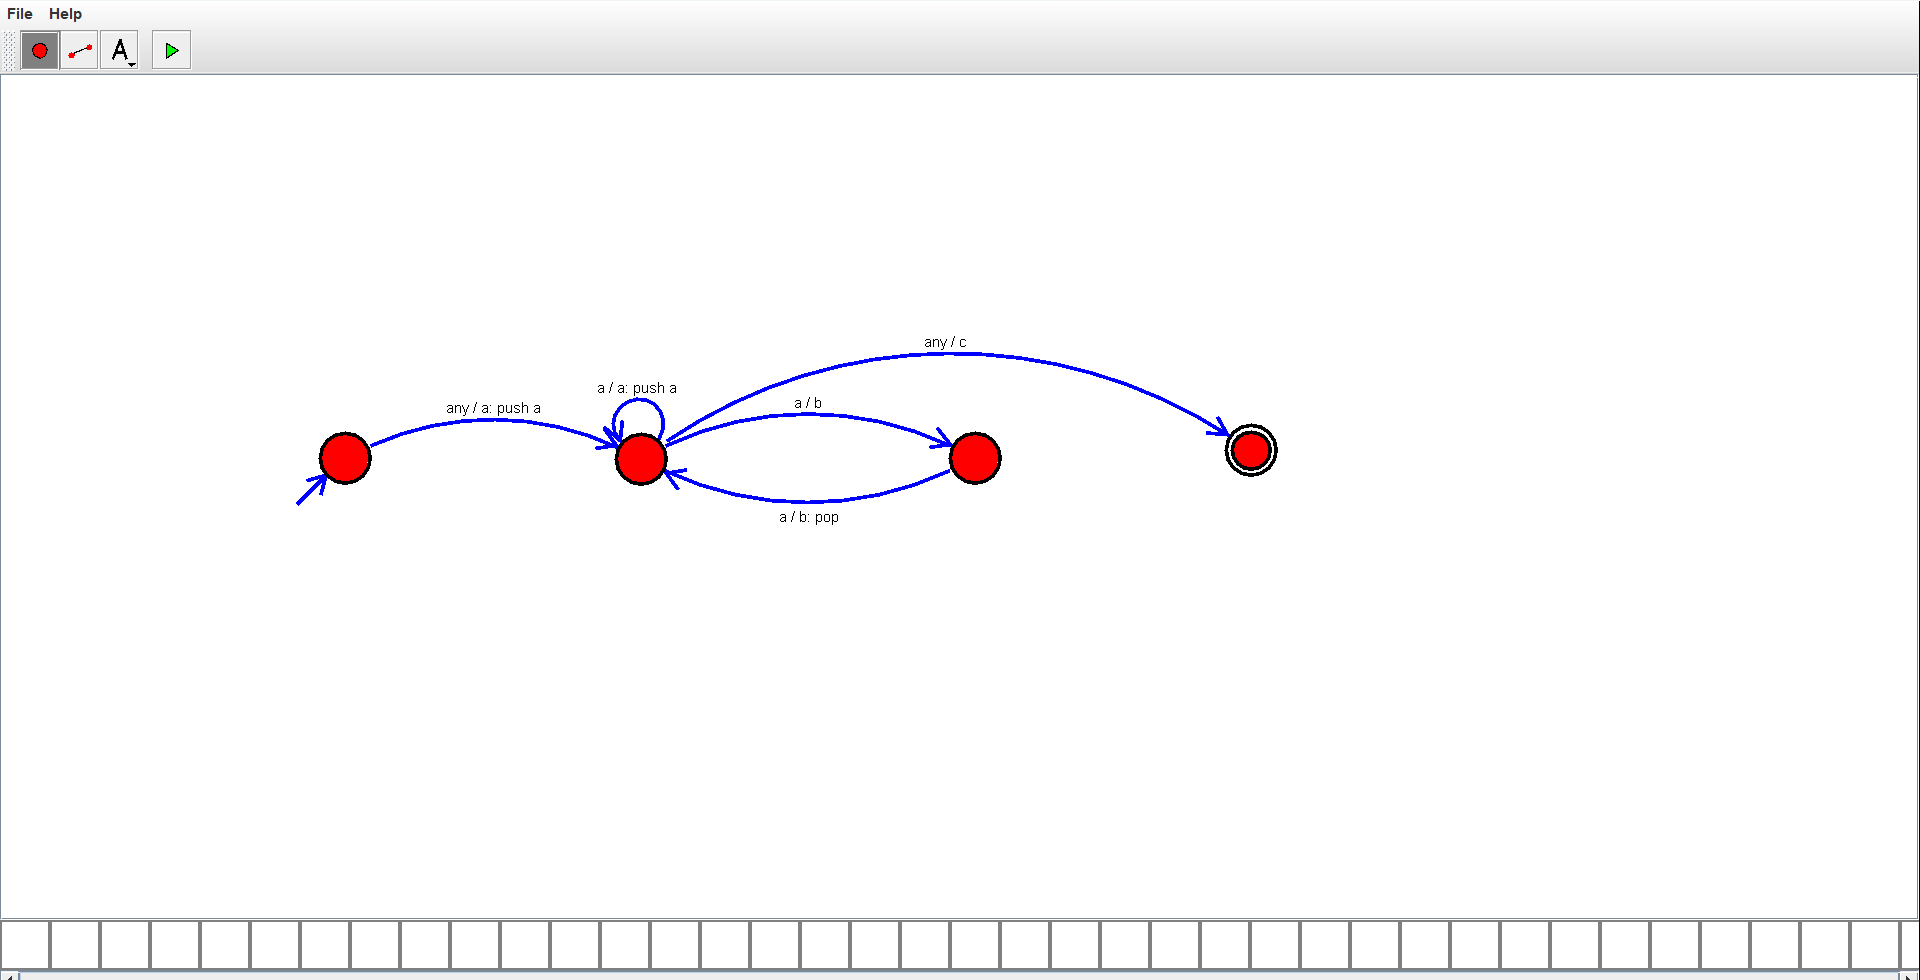 File Help
A
any / c
a / a: push a
a / b
any / a: push a
a / b: pop